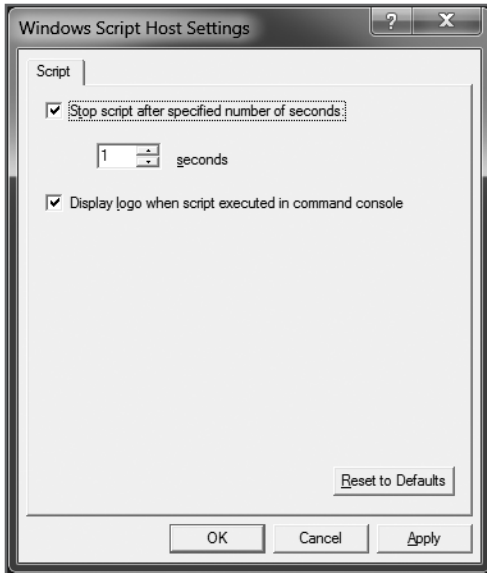 Windows Script Host Settings
? X
Script
Stop script after specified number of seconds:
1 seconds
Display logo when script executed in command console
Reset to Defaults
OK Cancel Apply